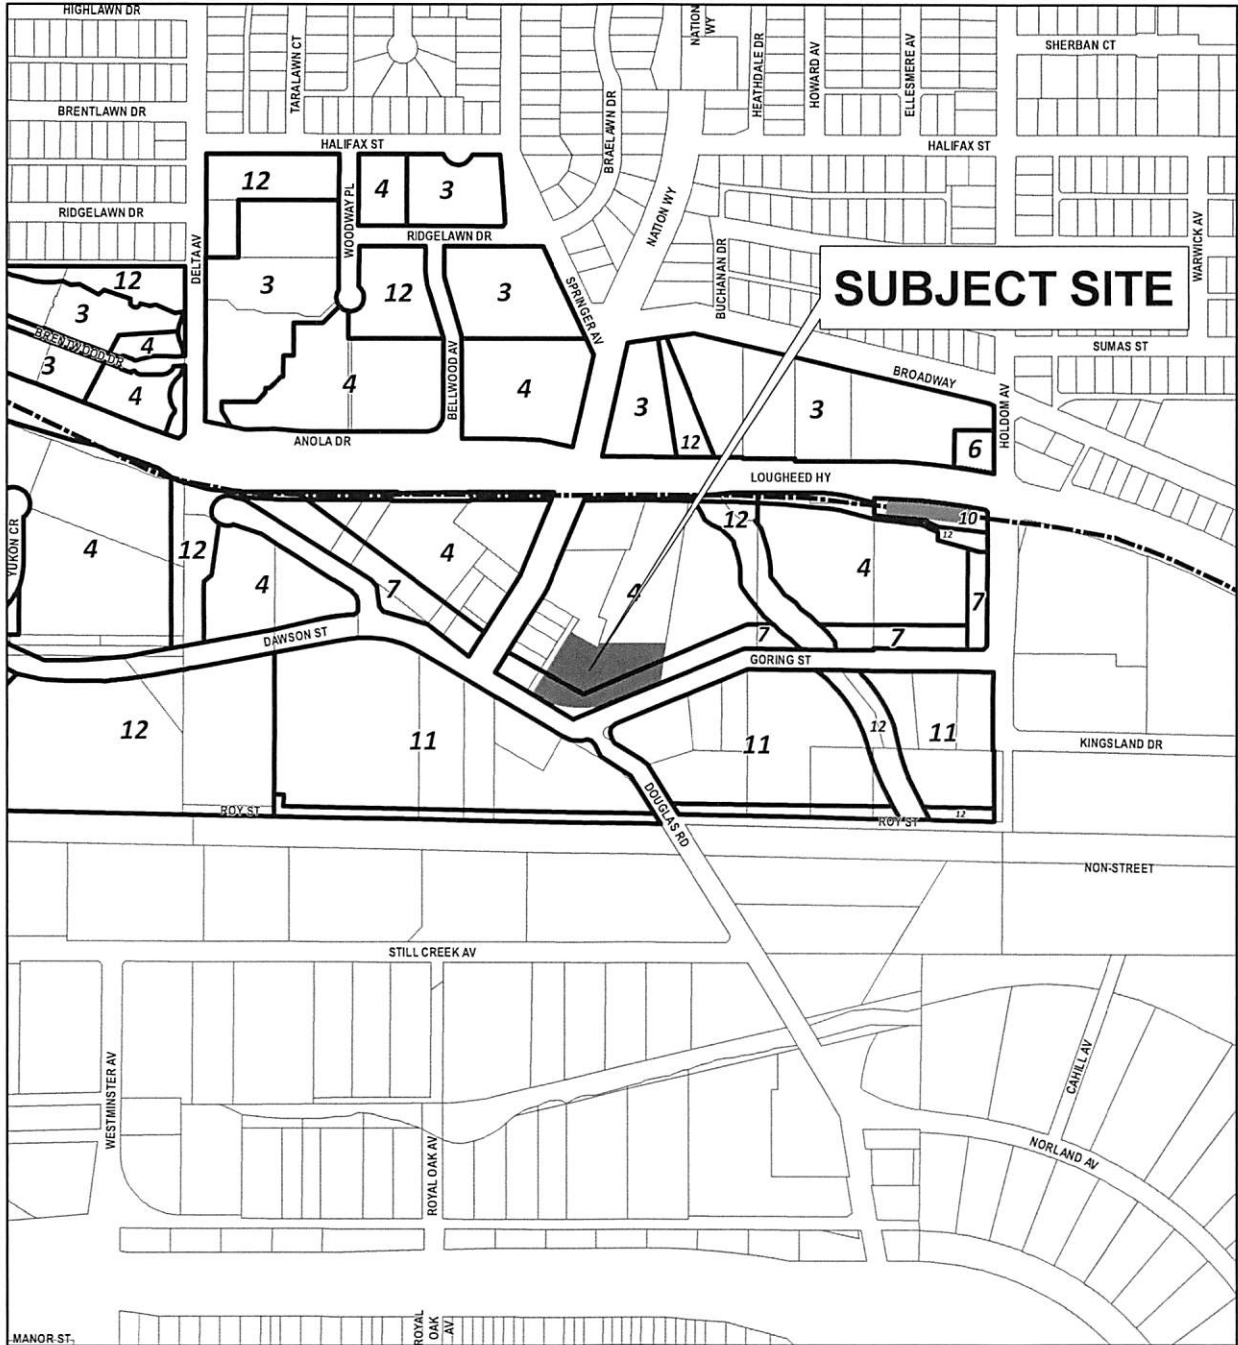 HIGHLAWN DR
NATION
WY
SHERBAN CT
TARALAWN CT
HEATHDALE DR
HOWARD AV
ELLESMERE AV
BRENTLAWN DR
BRAELAWN DR
HALIFAX ST
HALIFAX ST
12
4
3
WOODWAY PL
RIDGELAWN DR
RIDGELAWN DR
NATION WY
WARWICK AV
DELTA AV
BUCHANAN DR
SUBJECT SITE
12
3
12
3
SPRINGER AV
3
BRENTWOOD DR
4
SUMAS ST
3
4
4
BELLWOOD AV
4
BROADWAY
3
3
HOLDOM AV
12
6
ANOLA DR
LOUGHEED HY
YUKON CR
10
12
12
4
12
4
4
4
7
4
7
DAWSON ST
7
7
GORING ST
12
11
11
12
11
KINGSLAND DR
DOUGLAS RD
ROY ST
ROY ST
12
NON-STREET
STILL CREEK AV
WESTMINSTER AV
CAHILL AV
ROYAL OAK AV
NORLAND AV
ROYAL
OAK
AV
MANOR ST